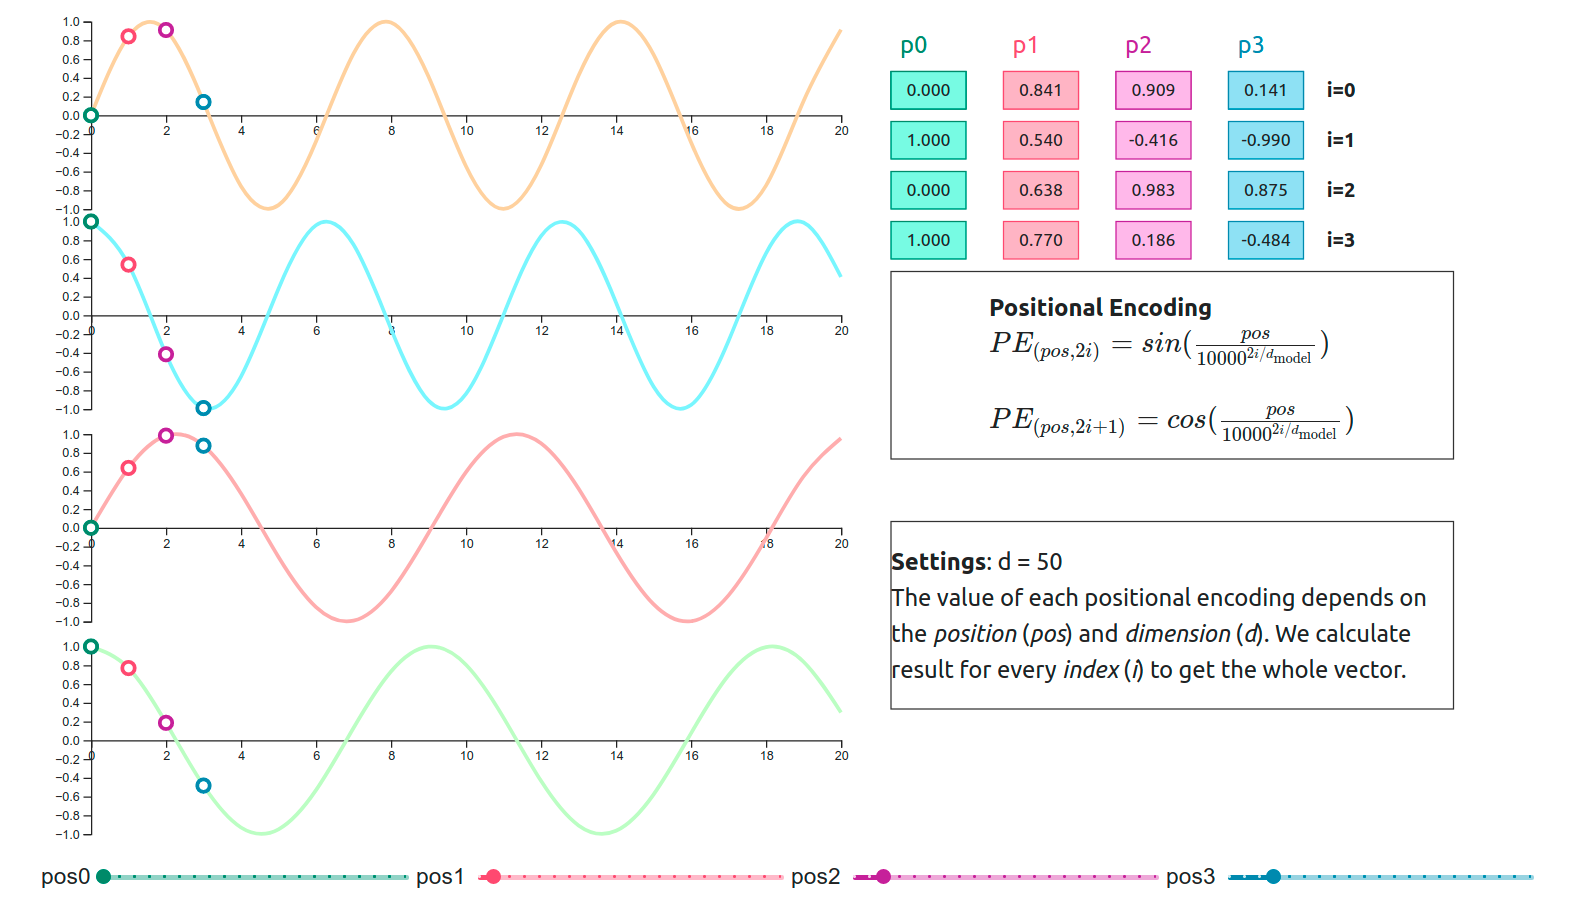 1.0
0.8
0.6
0.4
0.2
0.0
−0.2
−0.4
−0.6
−0.8
−1.0
0 2 4 6 8 10 12 14 16 18 20
1.0
0.8
0.6
0.4
0.2
0.0
−0.2
−0.4
−0.6
−0.8
−1.0
0 2 4 6 8 10 12 14 16 18 20
1.0
0.8
0.6
0.4
0.2
0.0
−0.2
−0.4
−0.6
−0.8
−1.0
0 2 4 6 8 10 12 14 16 18 20
1.0
0.8
0.6
0.4
0.2
0.0
−0.2
−0.4
−0.6
−0.8
−1.0
0 2 4 6 8 10 12 14 16 18 20
p0 p1 p2 p3
0.000 0.841 0.909 0.141 i=0
1.000 0.540 -0.416 -0.990 i=1
0.000 0.638 0.983 0.875 i=2
1.000 0.770 0.186 -0.484 i=3
Positional Encoding
PE_(pos,2i) = sin(pos/10000^(2i/d_model))
PE_(pos,2i+1) = cos(pos/10000^(2i/d_model))
Settings: d = 50
The value of each positional encoding depends on
the position (pos) and dimension (d). We calculate
result for every index (i) to get the whole vector.
pos0 pos1 pos2 pos3